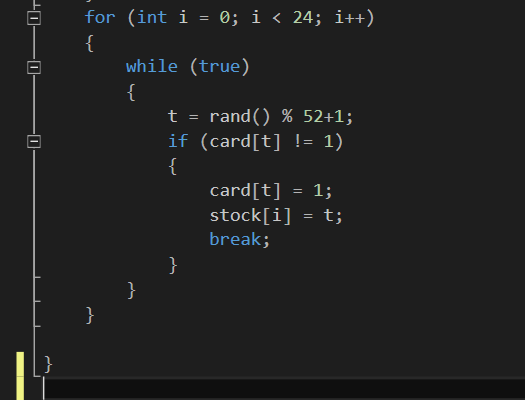 for (int i = 0; i < 24; i++)
{
while (true)
{
t = rand() % 52+1;
if (card[t] != 1)
{
card[t] = 1;
stock[i] = t;
break;
}
}
}
}